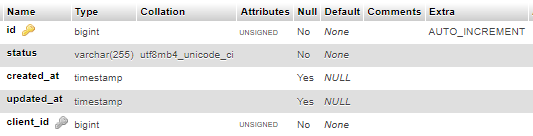 Name Type Collation Attributes Null Default Comments Extra
id bigint UNSIGNED No None AUTO_INCREMENT
status varchar(255) utf8mb4_unicode_ci No None
created_at timestamp Yes NULL
updated_at timestamp Yes NULL
client_id bigint UNSIGNED No None